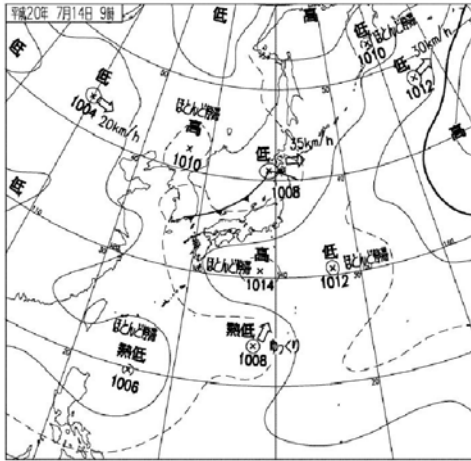 平成20年 7月14日 9時
低
高
低
ほとんど停滞
1010
30km/h
低
1012
低
1004
20km/h
ほとんど停滞
高
1010
低
35km/h
1008
低
ほとんど停滞
高
1014
低
ほとんど停滞
1012
ほとんど停滞
熱低
1006
熱低
1008
ゆっくり